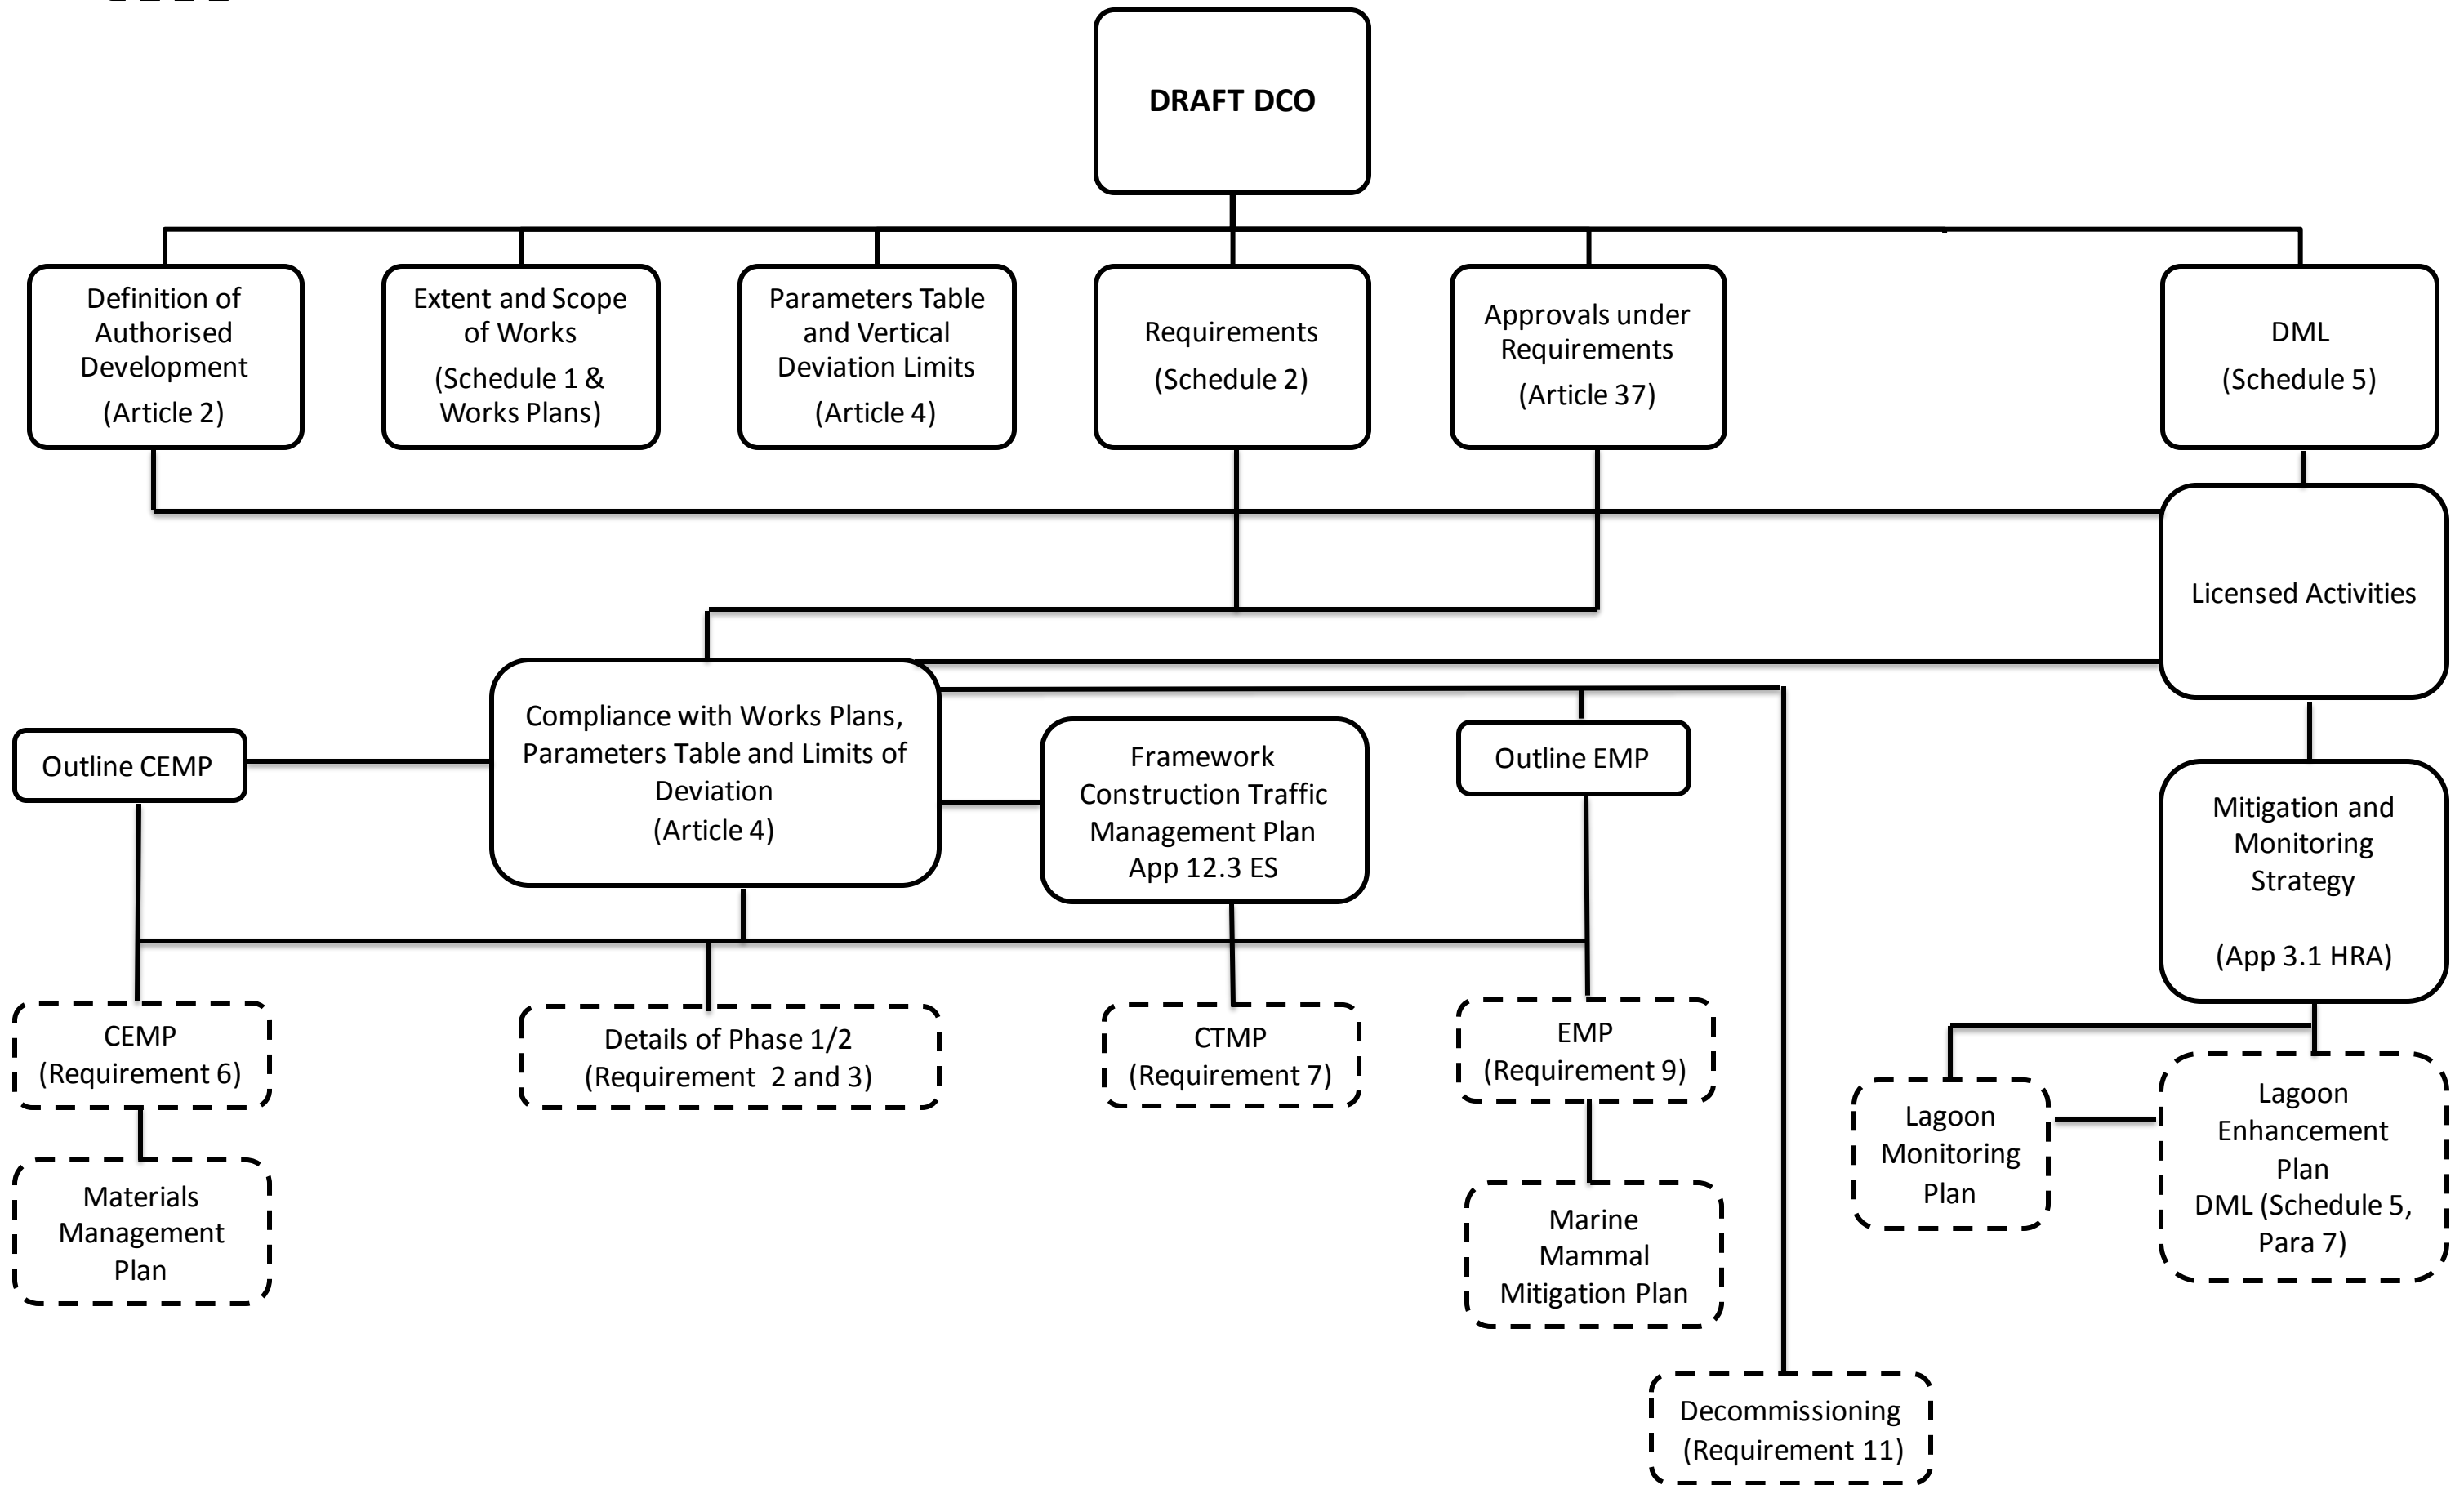 DRAFT DCO
Definition of
Authorised
Development
(Article 2)
Extent and Scope
of Works
(Schedule 1 &
Works Plans)
Parameters Table
and Vertical
Deviation Limits
(Article 4)
Requirements
(Schedule 2)
Approvals under
Requirements
(Article 37)
DML
(Schedule 5)
Licensed Activities
Outline CEMP
Compliance with Works Plans,
Parameters Table and Limits of
Deviation
(Article 4)
Framework
Construction Traffic
Management Plan
App 12.3 ES
Outline EMP
Mitigation and
Monitoring
Strategy
(App 3.1 HRA)
CEMP
(Requirement 6)
Details of Phase 1/2
(Requirement 2 and 3)
CTMP
(Requirement 7)
EMP
(Requirement 9)
Lagoon
Monitoring
Plan
Lagoon
Enhancement
Plan
DML (Schedule 5,
Para 7)
Materials
Management
Plan
Marine
Mammal
Mitigation Plan
Decommissioning
(Requirement 11)